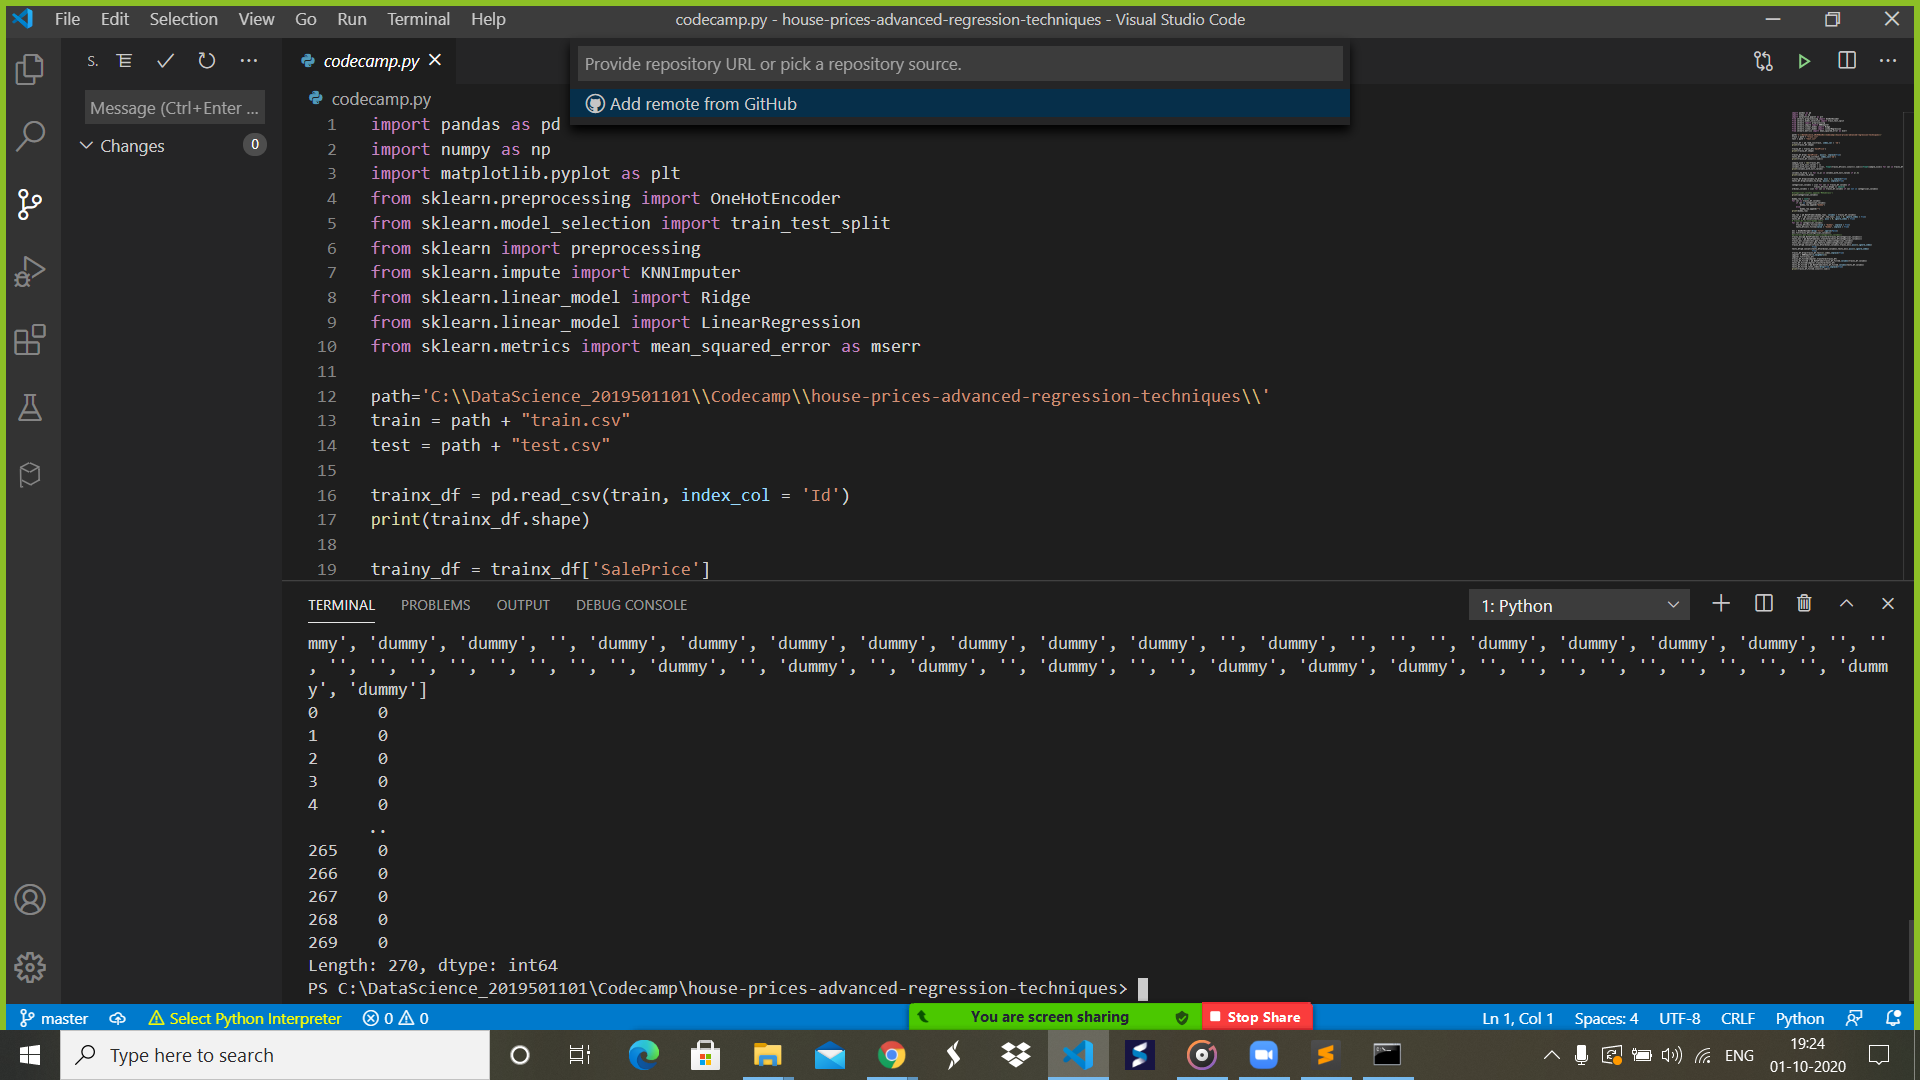 File Edit Selection View Go Run Terminal Help
codecamp.py - house-prices-advanced-regression-techniques - Visual Studio Code
S.
codecamp.py
Provide repository URL or pick a repository source.
Add remote from GitHub
Message (Ctrl+Enter ...
Changes 0
codecamp.py
1 import pandas as pd
2 import numpy as np
3 import matplotlib.pyplot as plt
4 from sklearn.preprocessing import OneHotEncoder
5 from sklearn.model_selection import train_test_split
6 from sklearn import preprocessing
7 from sklearn.impute import KNNImputer
8 from sklearn.linear_model import Ridge
9 from sklearn.linear_model import LinearRegression
10 from sklearn.metrics import mean_squared_error as mserr
11
12 path='C:\\DataScience_2019501101\\Codecamp\\house-prices-advanced-regression-techniques\\'
13 train = path + "train.csv"
14 test = path + "test.csv"
15
16 trainx_df = pd.read_csv(train, index_col = 'Id')
17 print(trainx_df.shape)
18
19 trainy_df = trainx_df['SalePrice']
TERMINAL PROBLEMS OUTPUT DEBUG CONSOLE
1: Python
mmy', 'dummy', 'dummy', '', 'dummy', 'dummy', 'dummy', 'dummy', 'dummy', 'dummy', 'dummy', '', 'dummy', '', '', '', 'dummy', 'dummy', 'dummy', 'dummy', '', ''
, '', '', '', '', '', '', '', '', 'dummy', '', 'dummy', '', 'dummy', '', 'dummy', '', '', 'dummy', 'dummy', 'dummy', '', '', '', '', '', '', '', '', '', 'dumm
y', 'dummy']
0 0
1 0
2 0
3 0
4 0
..
265 0
266 0
267 0
268 0
269 0
Length: 270, dtype: int64
PS C:\DataScience_2019501101\Codecamp\house-prices-advanced-regression-techniques>
master
Select Python Interpreter
0 0
You are screen sharing
Stop Share
Ln 1, Col 1 Spaces: 4 UTF-8 CRLF Python
Type here to search
ENG
19:24
01-10-2020